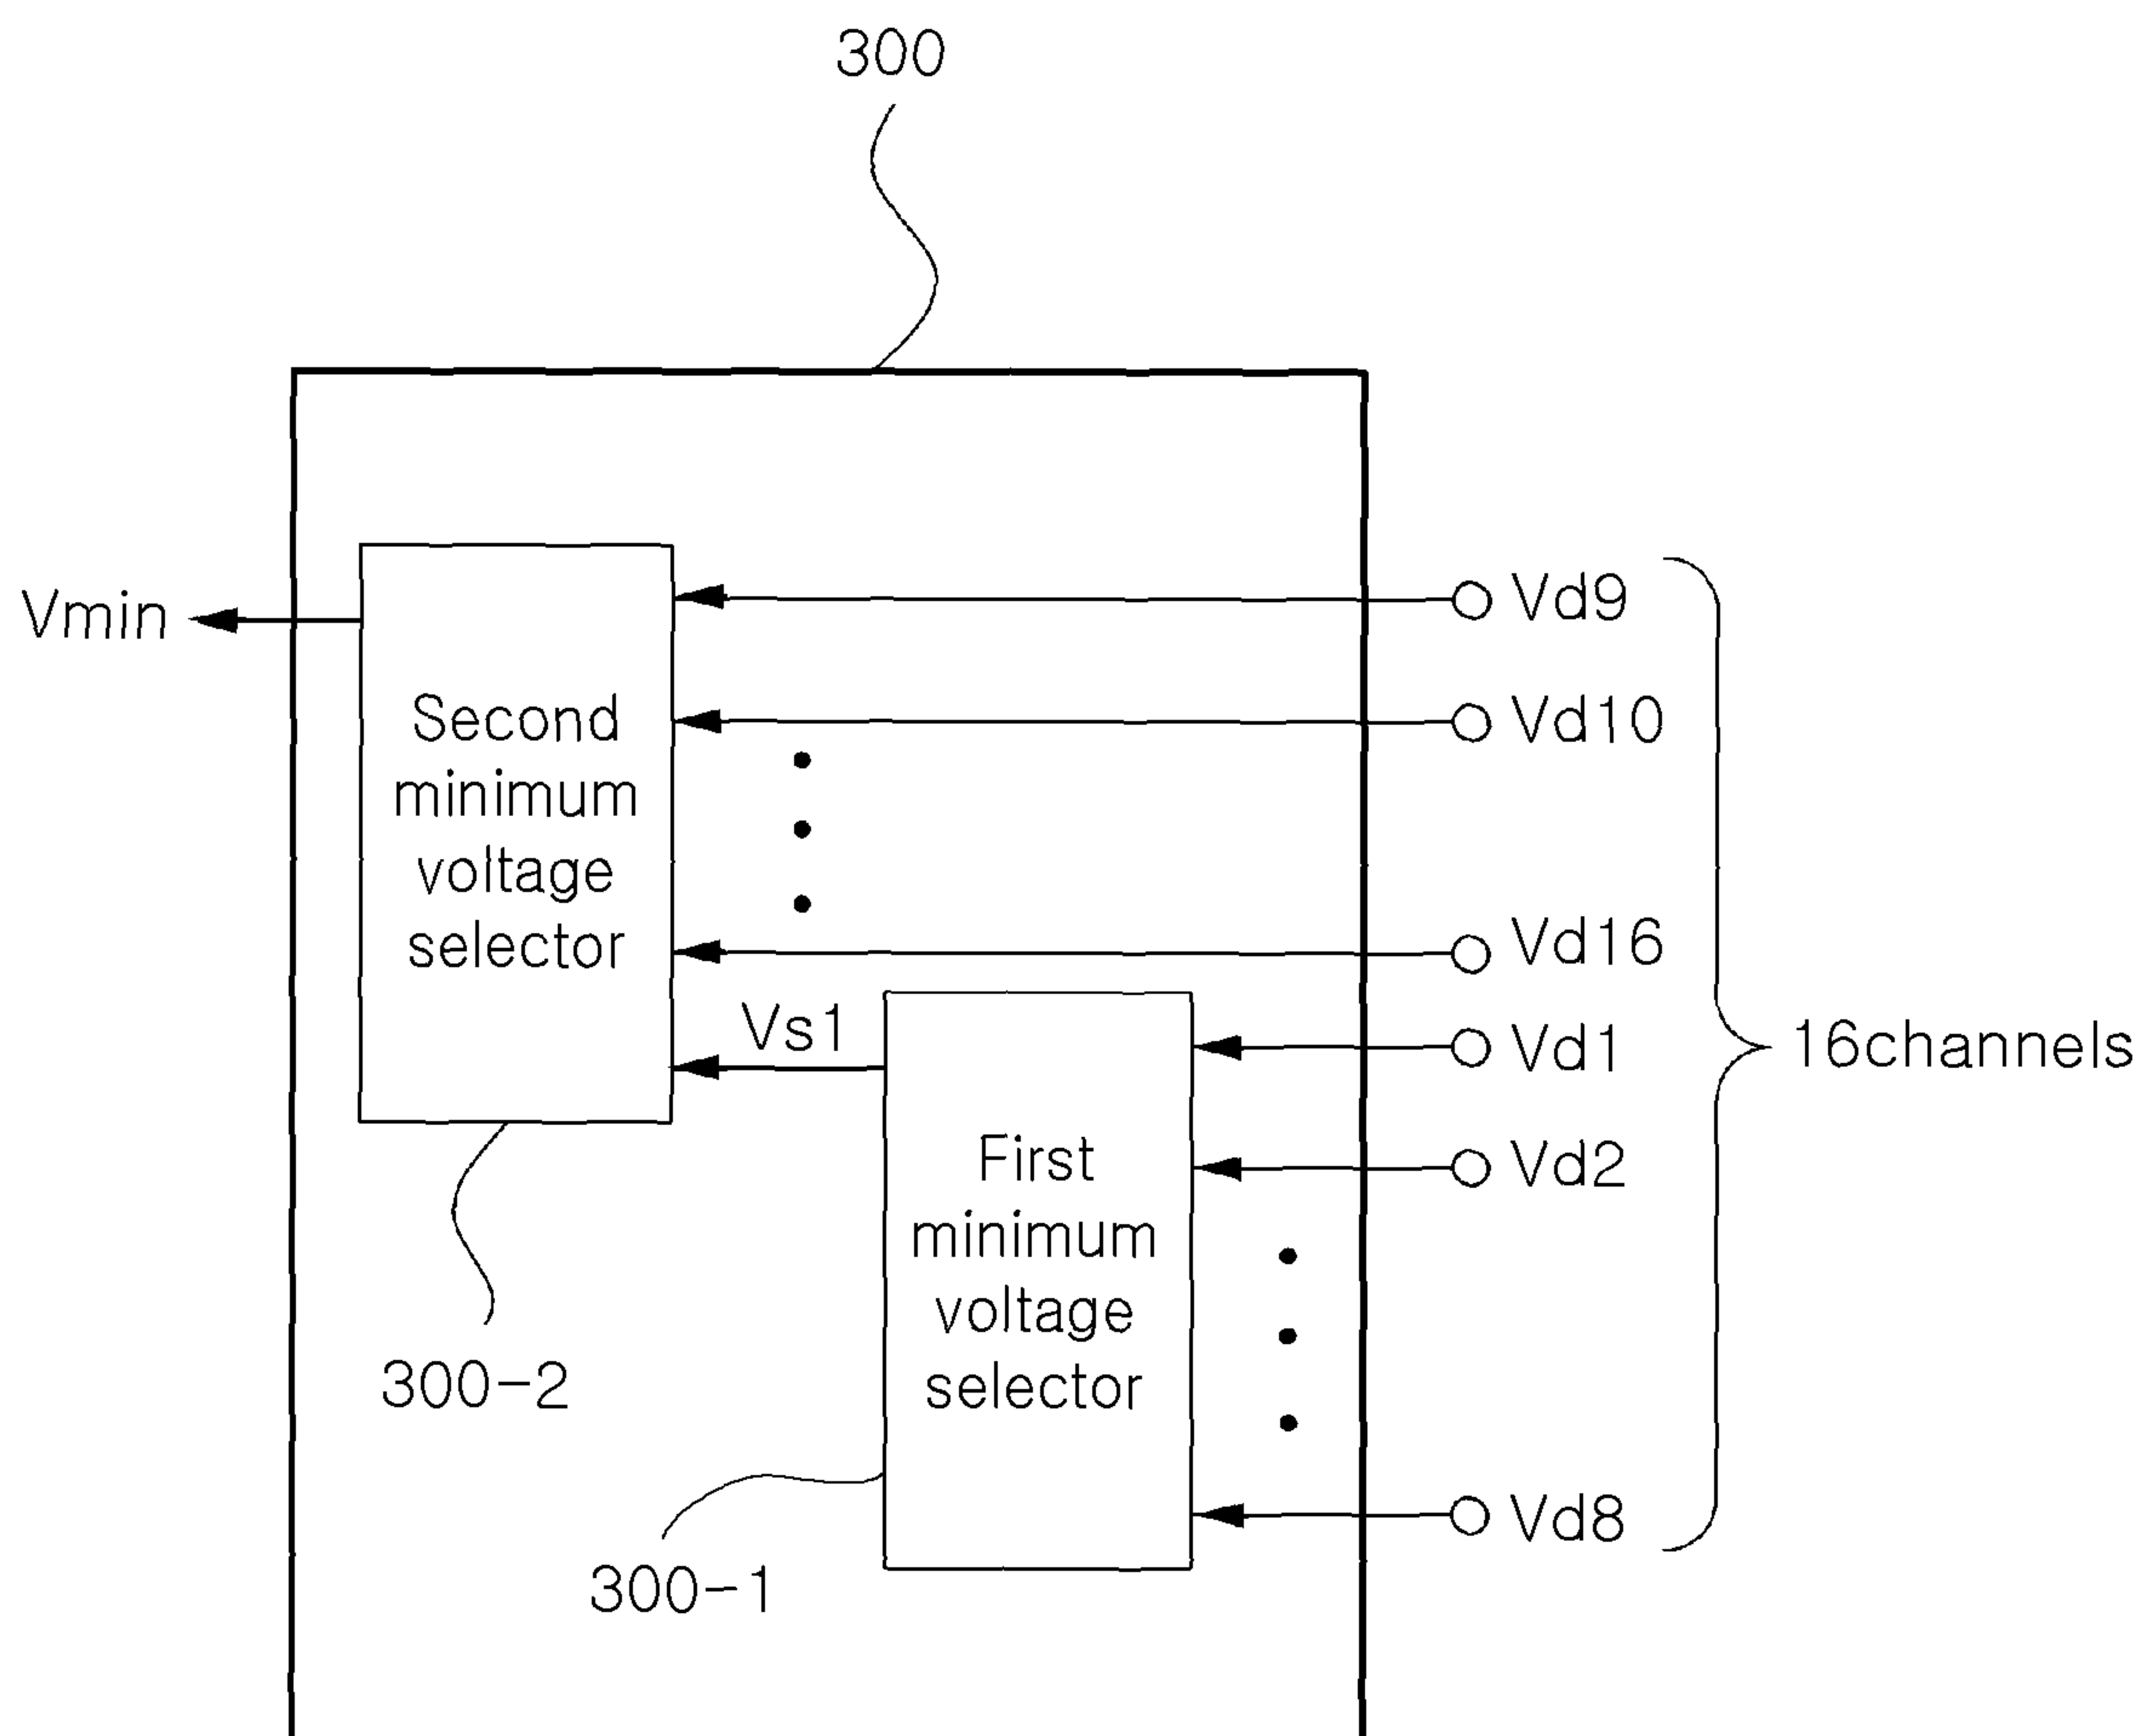 300
Vmin
Second
minimum
voltage
selector
Vd9
Vd10
Vd16
Vs1
Vd1
Vd2
Vd8
16channels
First
minimum
voltage
selector
300-2
300-1